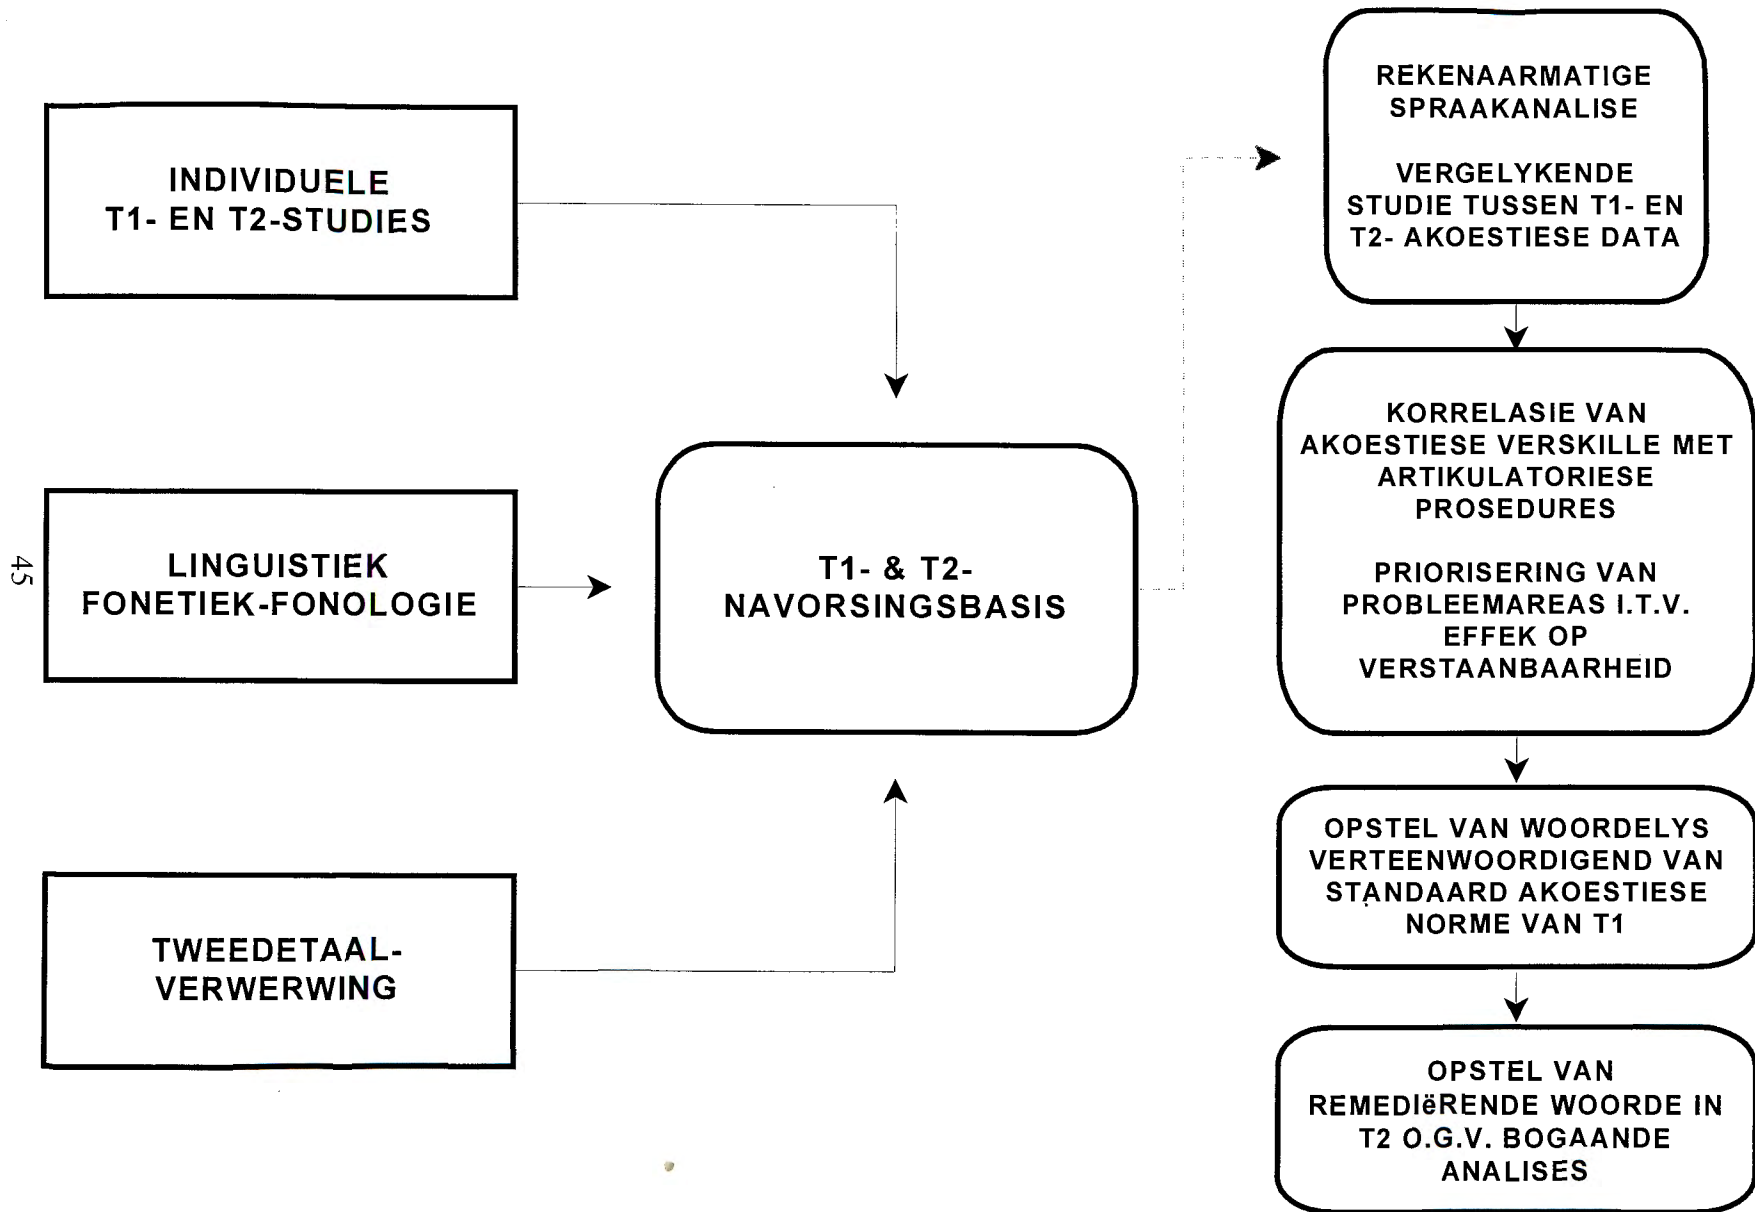 INDIVIDUELE
T1- EN T2-STUDIES
LINGUISTIEK
FONETIEK-FONOLOGIE
TWEEDETAAL-
VERWERWING
T1- & T2-
NAVORSINGSBASIS
REKENAARMATIGE
SPRAAKANALISE
VERGELYKENDE
STUDIE TUSSEN T1- EN
T2- AKOESTIESE DATA
KORRELASIE VAN
AKOESTIESE VERSKILLE MET
ARTIKULATORIESE
PROSEDURES
PRIORISERING VAN
PROBLEEMAREAS I.T.V.
EFFEK OP
VERSTAANBAARHEID
OPSTEL VAN WOORDELYS
VERTEENWOORDIGEND VAN
STANDAARD AKOESTIESE
NORME VAN T1
OPSTEL VAN
REMEDIëRENDE WOORDE IN
T2 O.G.V. BOGAANDE
ANALISES
45